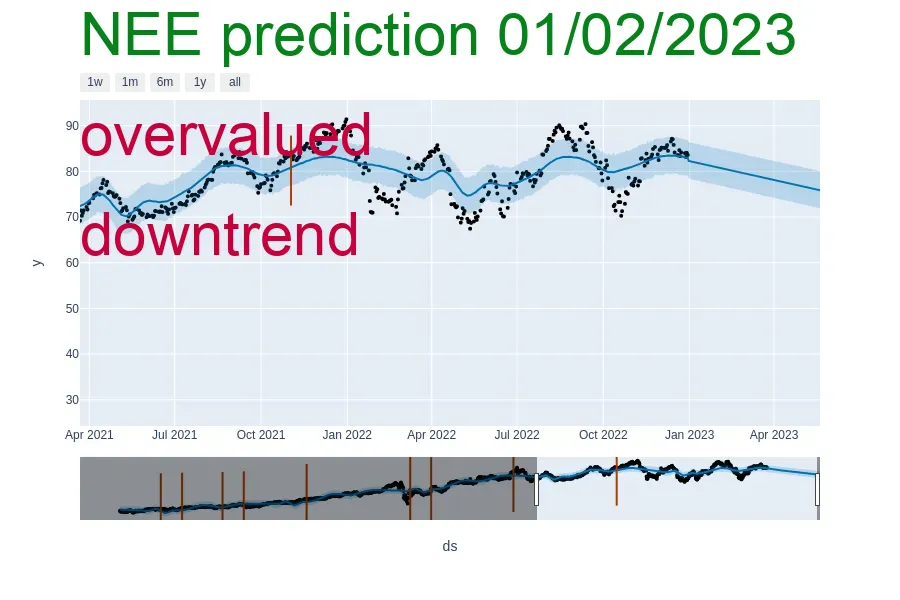 NEE prediction 01/02/2023
1w 1m 6m 1y all
overvalued
downtrend
90
80
70
60
50
40
30
y
Apr 2021 Jul 2021 Oct 2021 Jan 2022 Apr 2022 Jul 2022 Oct 2022 Jan 2023 Apr 2023
ds